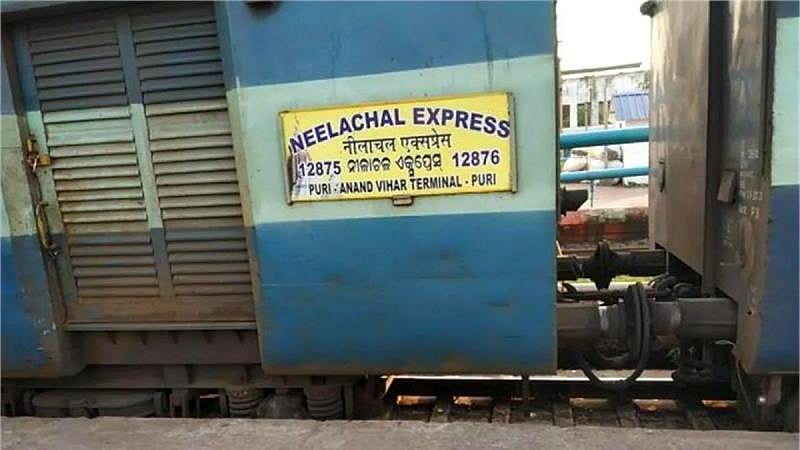 NEELACHAL EXPRESS
नीलाचल एक्सप्रेस
12875 ନୀଳାଚଳ ଏକ୍ସପ୍ରେସ୍ 12876
PURI - ANAND VIHAR TERMINAL - PURI